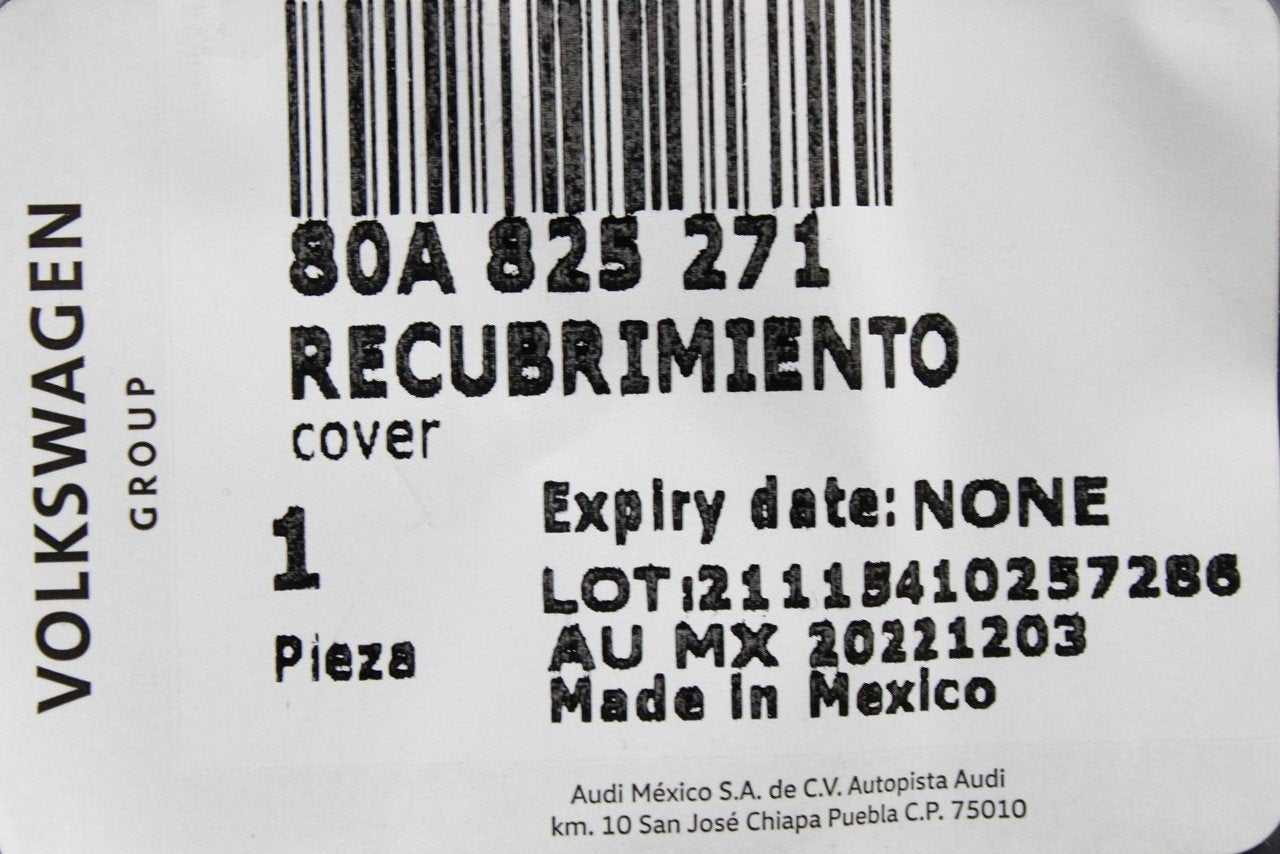 VOLKSWAGEN
GROUP
80A 825 271
RECUBRIMIENTO
cover
1
Pieza
Expiry date: NONE
LOT:21115410257286
AU MX 20221203
Made in Mexico
Audi México S.A. de C.V. Autopista Audi
km. 10 San José Chiapa Puebla C.P. 75010